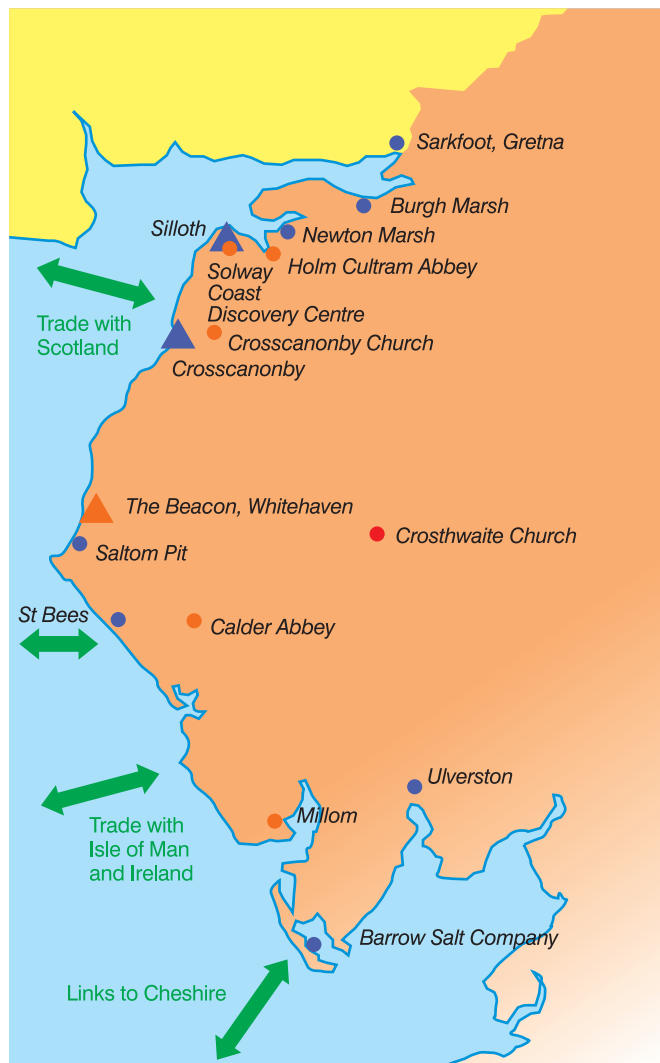 Sarkfoot, Gretna
Burgh Marsh
Silloth
Newton Marsh
Holm Cultram Abbey
Solway
Coast
Discovery Centre
Trade with
Scotland
Crosscanonby Church
Crosscanonby
The Beacon, Whitehaven
Crosthwaite Church
Saltom Pit
St Bees
Calder Abbey
Ulverston
Millom
Trade with
Isle of Man
and Ireland
Barrow Salt Company
Links to Cheshire